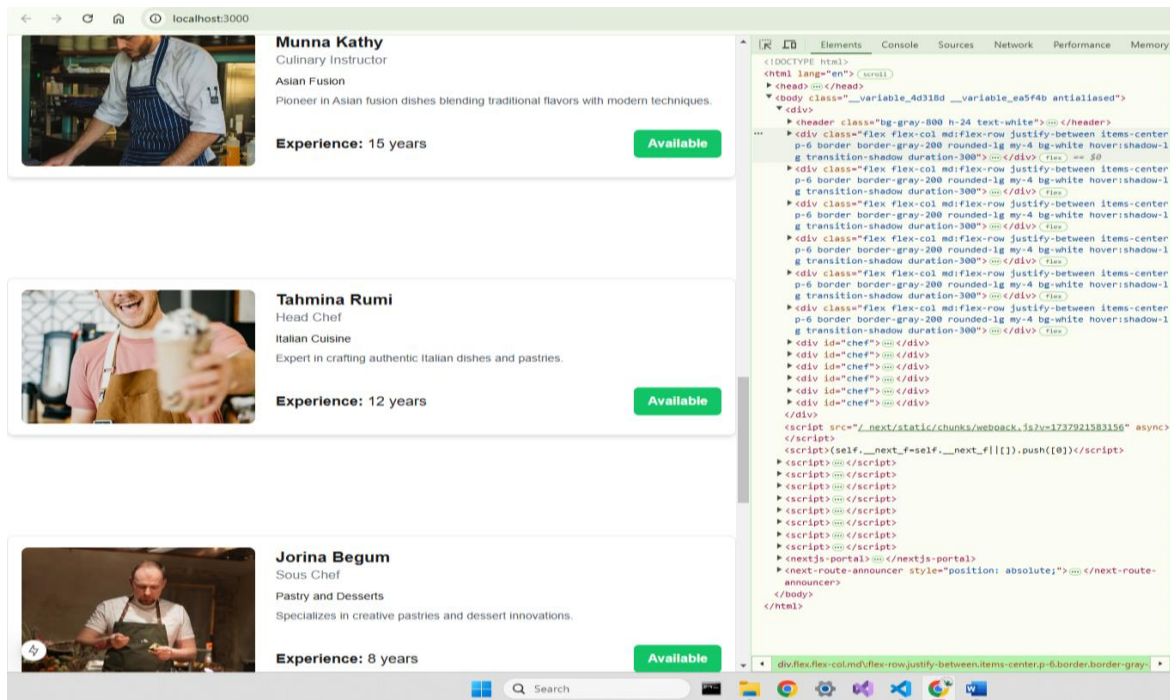 localhost:3000
Munna Kathy
Culinary Instructor
Asian Fusion
Pioneer in Asian fusion dishes blending traditional flavors with modern techniques.
Experience: 15 years
Available
Tahmina Rumi
Head Chef
Italian Cuisine
Expert in crafting authentic Italian dishes and pastries.
Experience: 12 years
Available
Jorina Begum
Sous Chef
Pastry and Desserts
Specializes in creative pastries and dessert innovations.
Experience: 8 years
Available
Elements Console Sources Network Performance Memory
<!DOCTYPE html>
<html lang="en"> scroll
<head> ⋯ </head>
<body class="__variable_4d318d __variable_ea5f4b antialiased">
<div>
<header class="bg-gray-800 h-24 text-white"> ⋯ </header>
<div class="flex flex-col md:flex-row justify-between items-center
p-6 border border-gray-200 rounded-lg my-4 bg-white hover:shadow-l
g transition-shadow duration-300"> ⋯ </div> flex == $0
<div class="flex flex-col md:flex-row justify-between items-center
p-6 border border-gray-200 rounded-lg my-4 bg-white hover:shadow-l
g transition-shadow duration-300"> ⋯ </div> flex
<div class="flex flex-col md:flex-row justify-between items-center
p-6 border border-gray-200 rounded-lg my-4 bg-white hover:shadow-l
g transition-shadow duration-300"> ⋯ </div> flex
<div class="flex flex-col md:flex-row justify-between items-center
p-6 border border-gray-200 rounded-lg my-4 bg-white hover:shadow-l
g transition-shadow duration-300"> ⋯ </div> flex
<div class="flex flex-col md:flex-row justify-between items-center
p-6 border border-gray-200 rounded-lg my-4 bg-white hover:shadow-l
g transition-shadow duration-300"> ⋯ </div> flex
<div class="flex flex-col md:flex-row justify-between items-center
p-6 border border-gray-200 rounded-lg my-4 bg-white hover:shadow-l
g transition-shadow duration-300"> ⋯ </div> flex
<div id="chef"> ⋯ </div>
<div id="chef"> ⋯ </div>
<div id="chef"> ⋯ </div>
<div id="chef"> ⋯ </div>
<div id="chef"> ⋯ </div>
<div id="chef"> ⋯ </div>
</div>
<script src="/_next/static/chunks/webpack.js?v=1737921583156" async>
</script>
<script>(self.__next_f=self.__next_f||[]).push([0])</script>
<script> ⋯ </script>
<script> ⋯ </script>
<script> ⋯ </script>
<script> ⋯ </script>
<script> ⋯ </script>
<script> ⋯ </script>
<script> ⋯ </script>
<script> ⋯ </script>
<nextjs-portal> ⋯ </nextjs-portal>
<next-route-announcer style="position: absolute;"> ⋯ </next-route-
announcer>
</body>
</html>
div.flex.flex-col.md\:flex-row.justify-between.items-center.p-6.border.border-gray-
Search